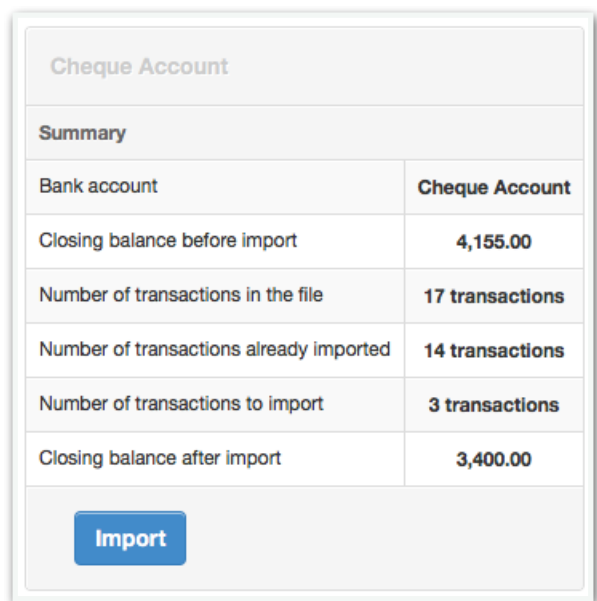 Cheque Account
Summary
Bank account Cheque Account
Closing balance before import 4,155.00
Number of transactions in the file 17 transactions
Number of transactions already imported 14 transactions
Number of transactions to import 3 transactions
Closing balance after import 3,400.00
Import